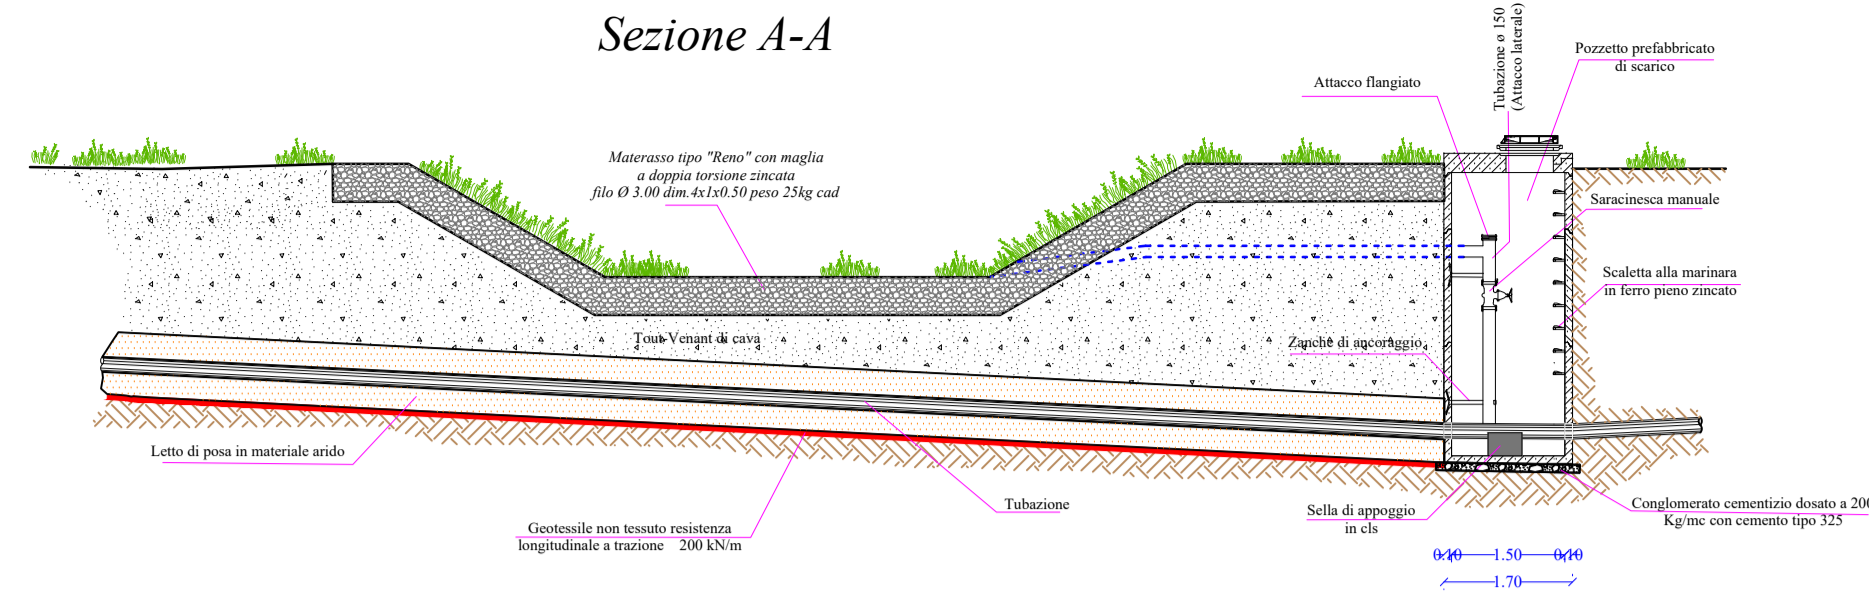 Sezione A-A
Tubazione ø 150
(Attacco laterale)
Pozzetto prefabbricato
di scarico
Attacco flangiato
Materasso tipo "Reno" con maglia
a doppia torsione zincata
filo Ø 3.00 dim.4x1x0.50 peso 25kg cad
Saracinesca manuale
Scaletta alla marinara
in ferro pieno zincato
Tout-Venant di cava
Zanche di ancoraggio
Letto di posa in materiale arido
Tubazione
Geotessile non tessuto resistenza
longitudinale a trazione 200 kN/m
Sella di appoggio
in cls
Conglomerato cementizio dosato a 200
Kg/mc con cemento tipo 325
0.10 1.50 0.10
1.70